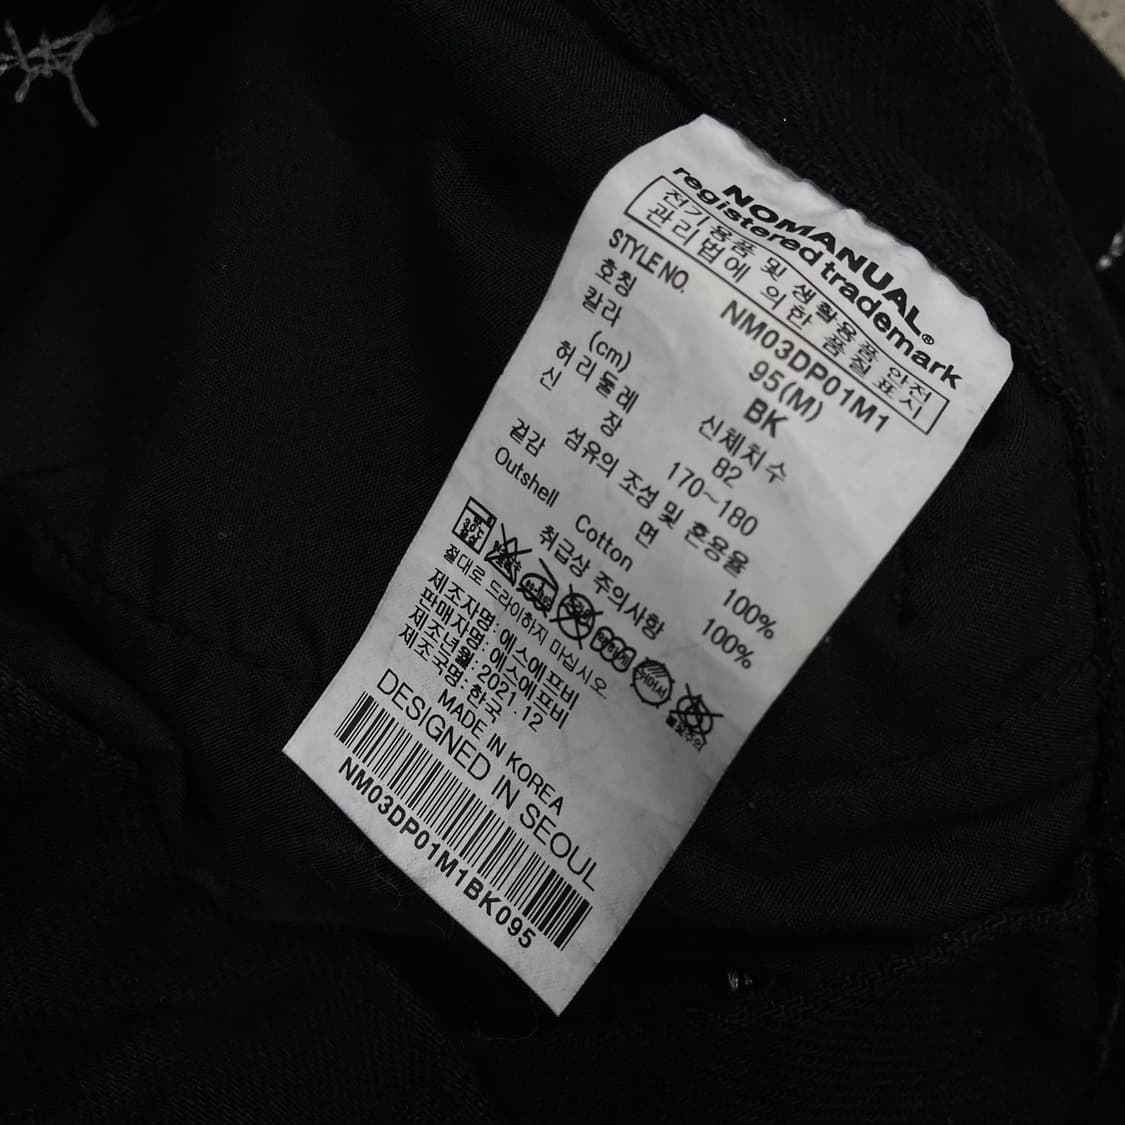 NOMANUAL®
registered trademark
전기용품 및 생활용품 안전
관리법에 의한 품질표시
STYLE NO. NM03DP01M1
호칭 95(M)
칼라 BK
(cm) 신체치수
허리둘레 82
신 장 170~180
섬유의 조성 및 혼용율
겉감 면 100%
Outshell Cotton 100%
취급상 주의사항
절대로 드라이하지 마십시오
제조자명: 에스에프비
판매자명: 에스에프비
제조년월: 2021.12
제조국명: 한국
MADE IN KOREA
DESIGNED IN SEOUL
NM03DP01M1BK095